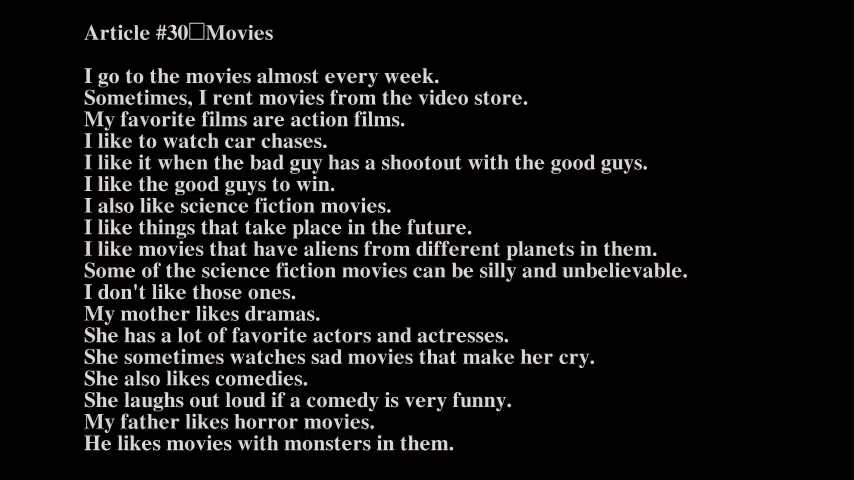 Article #30□Movies
I go to the movies almost every week.
Sometimes, I rent movies from the video store.
My favorite films are action films.
I like to watch car chases.
I like it when the bad guy has a shootout with the good guys.
I like the good guys to win.
I also like science fiction movies.
I like things that take place in the future.
I like movies that have aliens from different planets in them.
Some of the science fiction movies can be silly and unbelievable.
I don't like those ones.
My mother likes dramas.
She has a lot of favorite actors and actresses.
She sometimes watches sad movies that make her cry.
She also likes comedies.
She laughs out loud if a comedy is very funny.
My father likes horror movies.
He likes movies with monsters in them.